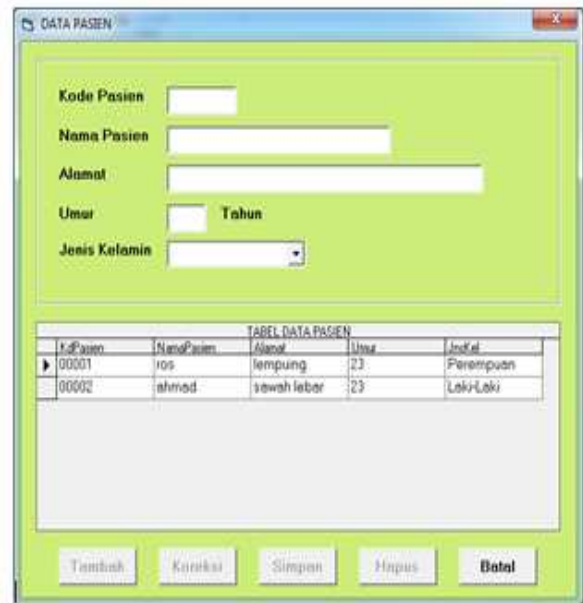 DATA PASIEN
Kode Pasien
Nama Pasien
Alamat
Umur Tahun
Jenis Kelamin
TABEL DATA PASIEN
KdPasien NamaPasien Alamat Umur JnsKel
00001 ros lempuing 23 Perempuan
00002 ahmad sawah lebar 23 Laki-Laki
Tambah Koreksi Simpan Hapus Batal